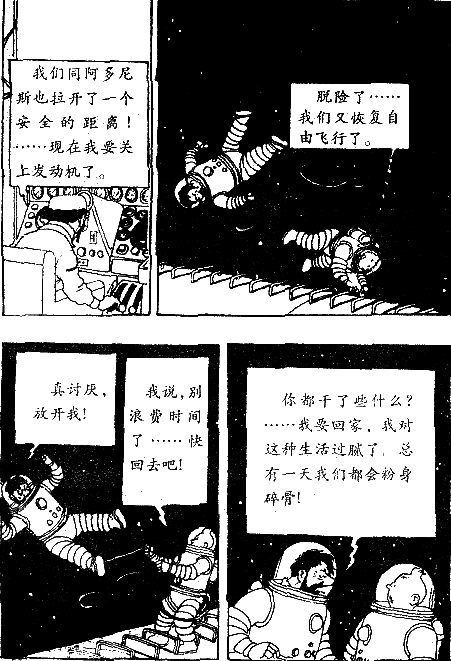 我们同阿多尼
斯也拉开了一个
安全的距离！
……现在我要关
上发动机了。
脱险了……
我们又恢复自
由飞行了。
真讨厌，
放开我！
我说，别
浪费时间
了……快
回去吧！
你都干了些什么？
……我要回家，我对
这种生活过腻了，总
有一天我们都会粉身
碎骨！